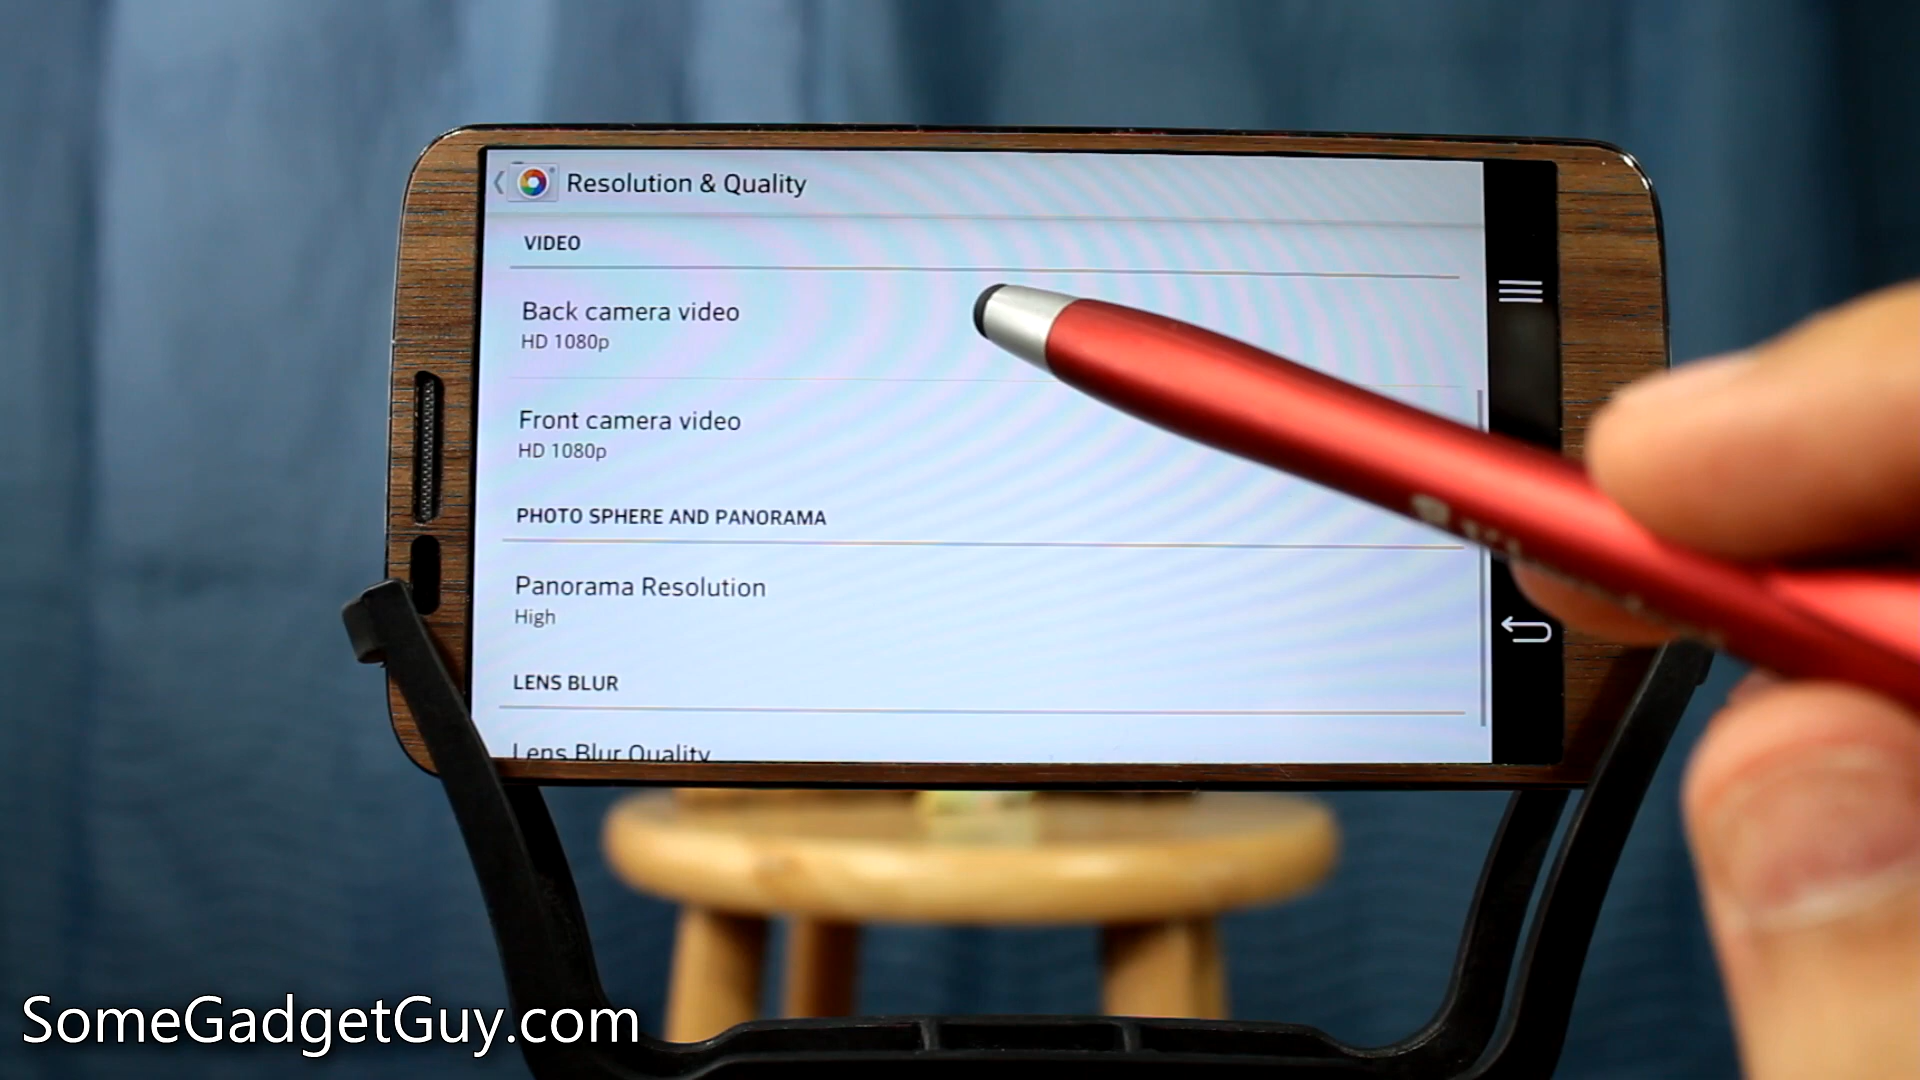 Resolution & Quality
VIDEO
Back camera video
HD 1080p
Front camera video
HD 1080p
PHOTO SPHERE AND PANORAMA
Panorama Resolution
High
LENS BLUR
Lens Blur Quality
SomeGadgetGuy.com